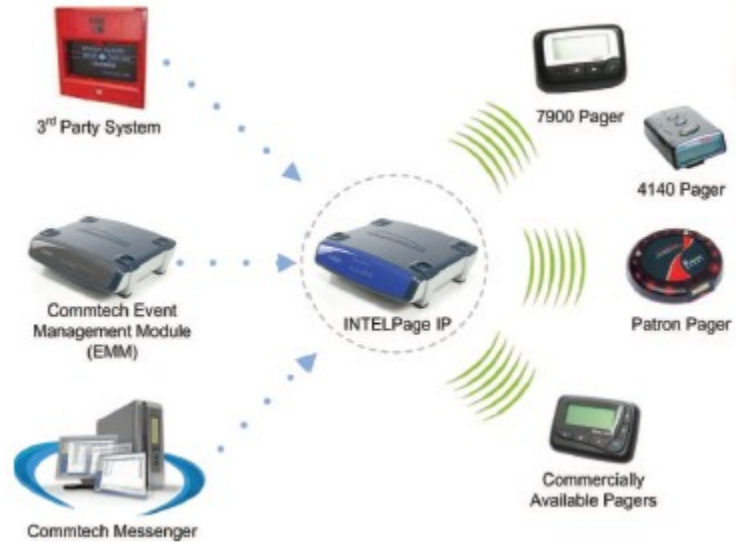 3rd Party System
7900 Pager
4140 Pager
Commtech Event
Management Module
(EMM)
INTELPage IP
Patron Pager
Commtech Messenger
Commercially
Available Pagers